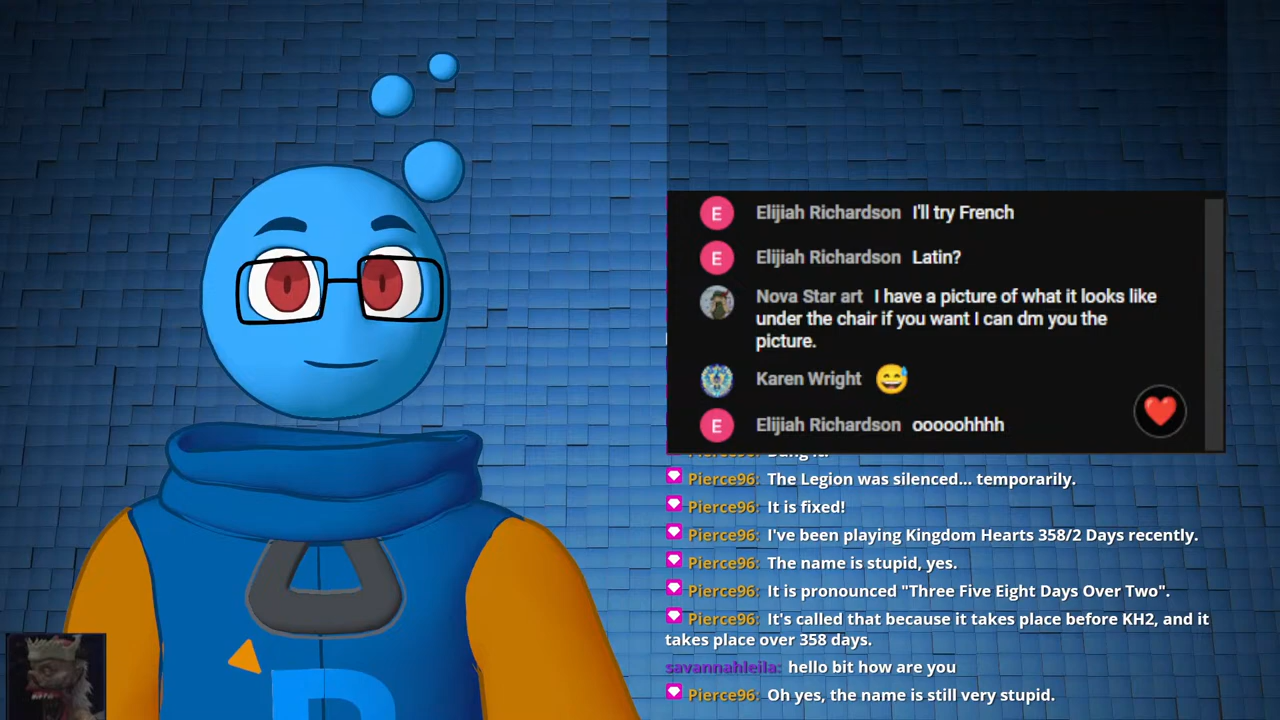 Elijiah Richardson I'll try French
Elijiah Richardson Latin?
Nova Star art I have a picture of what it looks like
under the chair if you want I can dm you the
picture.
Karen Wright 😅
Elijiah Richardson ooooohhhh
Pierce96: Dang it.
Pierce96: The Legion was silenced... temporarily.
Pierce96: It is fixed!
Pierce96: I've been playing Kingdom Hearts 358/2 Days recently.
Pierce96: The name is stupid, yes.
Pierce96: It is pronounced "Three Five Eight Days Over Two".
Pierce96: It's called that because it takes place before KH2, and it
takes place over 358 days.
savannahleila: hello bit how are you
Pierce96: Oh yes, the name is still very stupid.